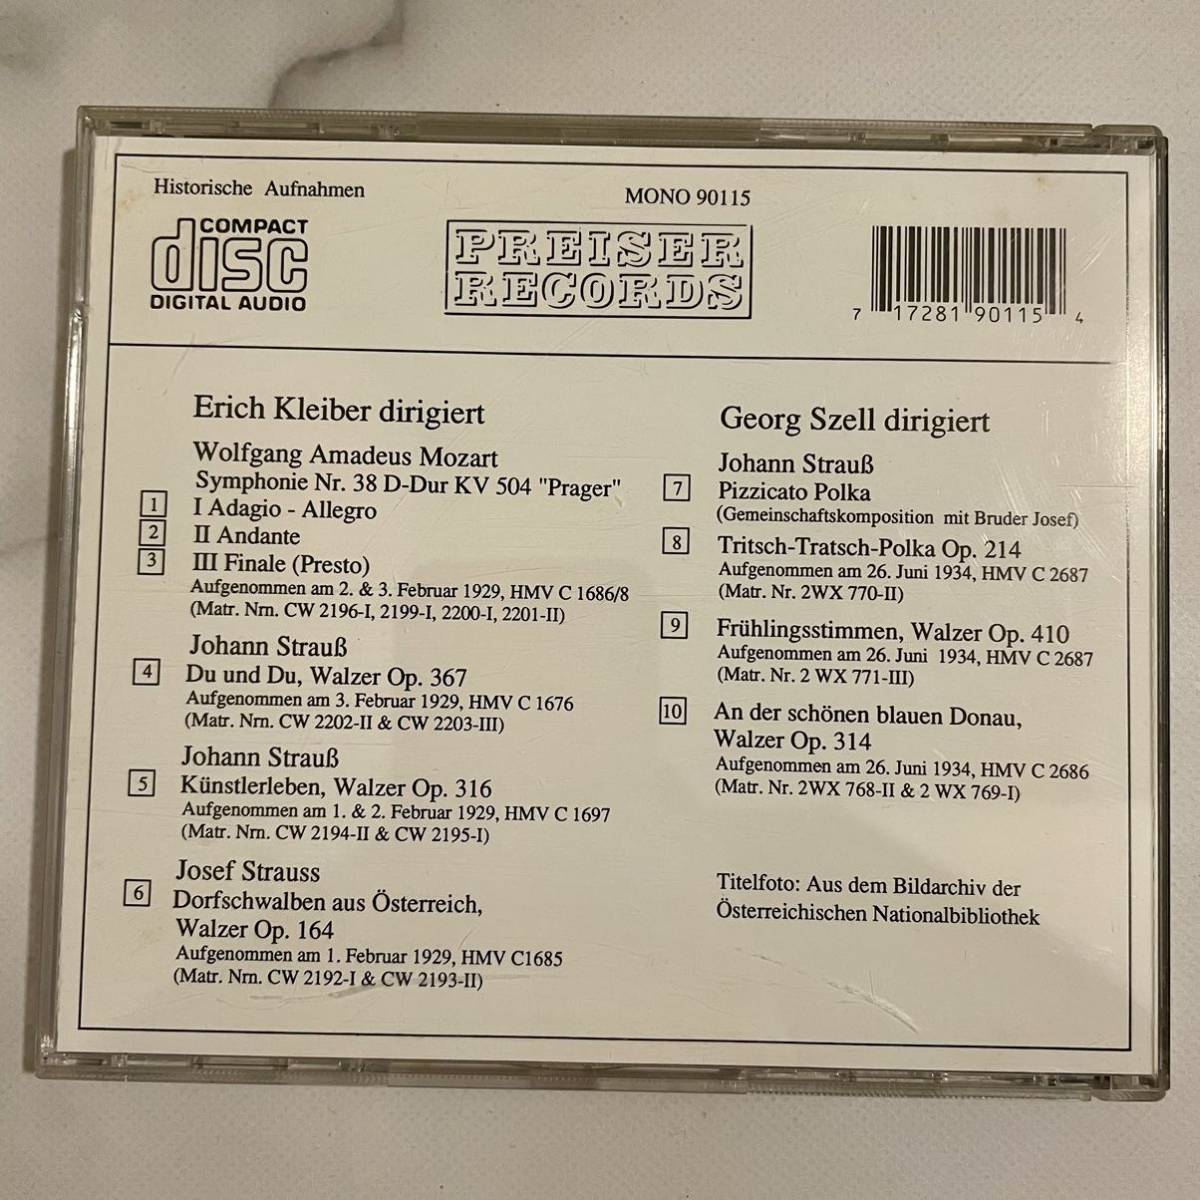 Historische Aufnahmen
MONO 90115
COMPACT
disc
DIGITAL AUDIO
PREISER
RECORDS
7 17281 90115 4
Erich Kleiber dirigiert
Wolfgang Amadeus Mozart
Symphonie Nr. 38 D-Dur KV 504 "Prager"
1 I Adagio - Allegro
2 II Andante
3 III Finale (Presto)
Aufgenommen am 2. & 3. Februar 1929, HMV C 1686/8
(Matr. Nrn. CW 2196-I, 2199-I, 2200-I, 2201-II)
Johann Strauß
4 Du und Du, Walzer Op. 367
Aufgenommen am 3. Februar 1929, HMV C 1676
(Matr. Nrn. CW 2202-II & CW 2203-III)
Johann Strauß
5 Künstlerleben, Walzer Op. 316
Aufgenommen am 1. & 2. Februar 1929, HMV C 1697
(Matr. Nrn. CW 2194-II & CW 2195-I)
Josef Strauss
6 Dorfschwalben aus Österreich,
Walzer Op. 164
Aufgenommen am 1. Februar 1929, HMV C1685
(Matr. Nrn. CW 2192-I & CW 2193-II)
Georg Szell dirigiert
Johann Strauß
7 Pizzicato Polka
(Gemeinschaftskomposition mit Bruder Josef)
8 Tritsch-Tratsch-Polka Op. 214
Aufgenommen am 26. Juni 1934, HMV C 2687
(Matr. Nr. 2WX 770-II)
9 Frühlingsstimmen, Walzer Op. 410
Aufgenommen am 26. Juni 1934, HMV C 2687
(Matr. Nr. 2 WX 771-III)
10 An der schönen blauen Donau,
Walzer Op. 314
Aufgenommen am 26. Juni 1934, HMV C 2686
(Matr. Nr. 2WX 768-II & 2 WX 769-I)
Titelfoto: Aus dem Bildarchiv der
Österreichischen Nationalbibliothek